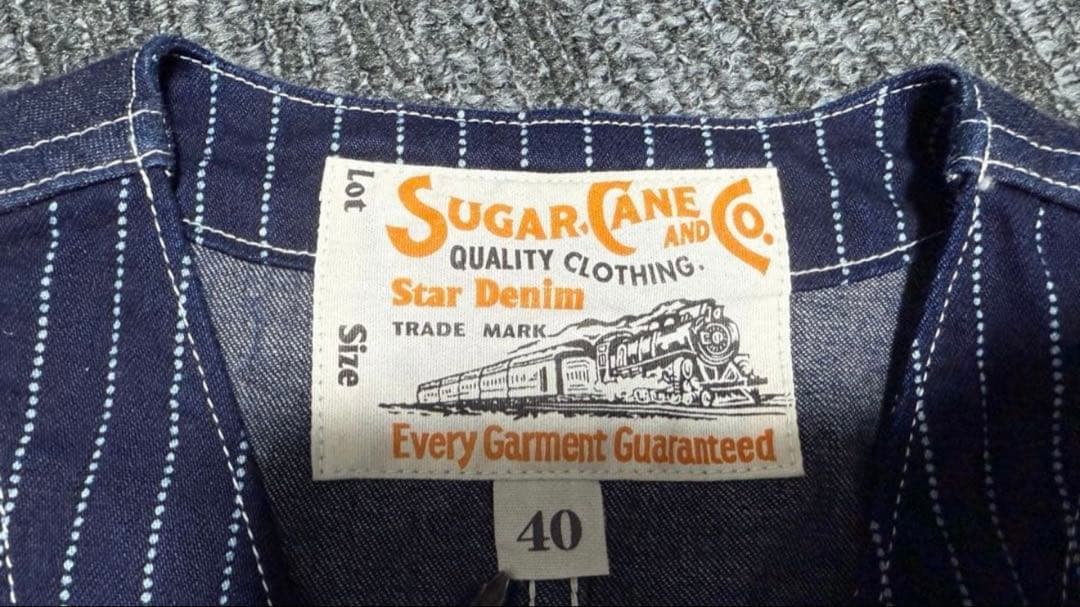 Lot
Size
SUGAR CANE AND CO.
QUALITY CLOTHING.
Star Denim
TRADE MARK
Every Garment Guaranteed
40